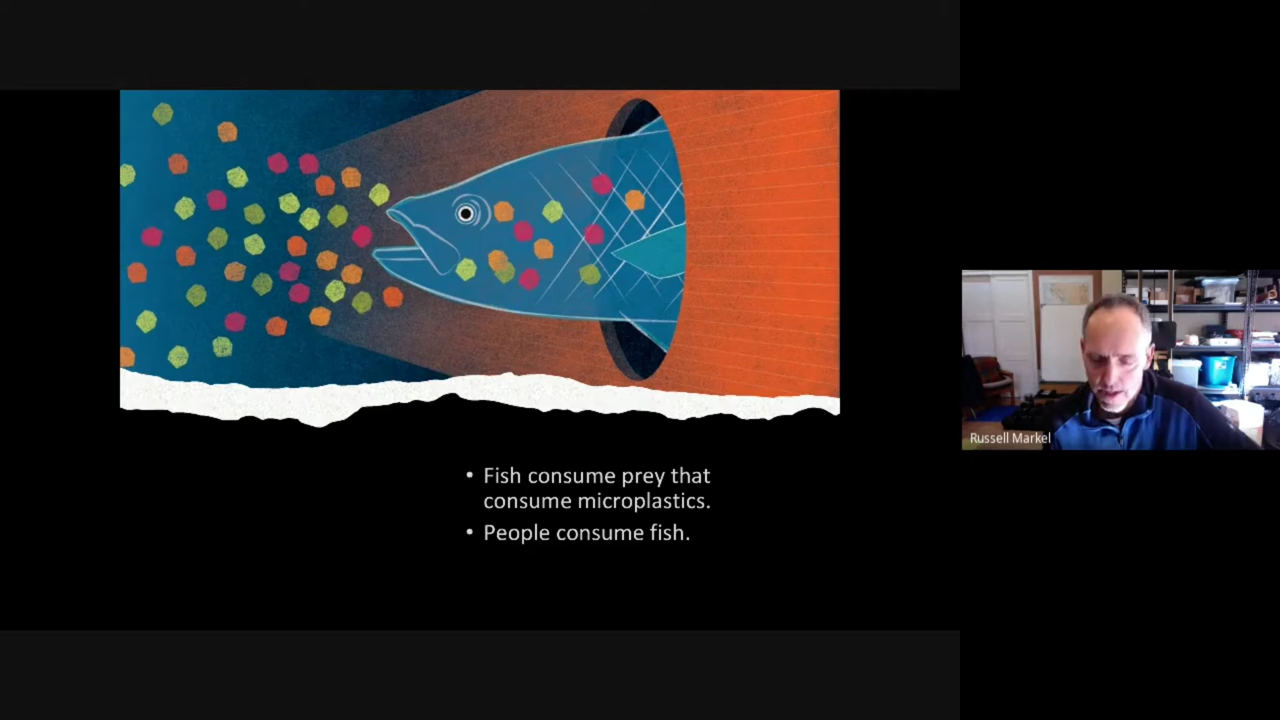 • Fish consume prey that
consume microplastics.
• People consume fish.
Russell Markel